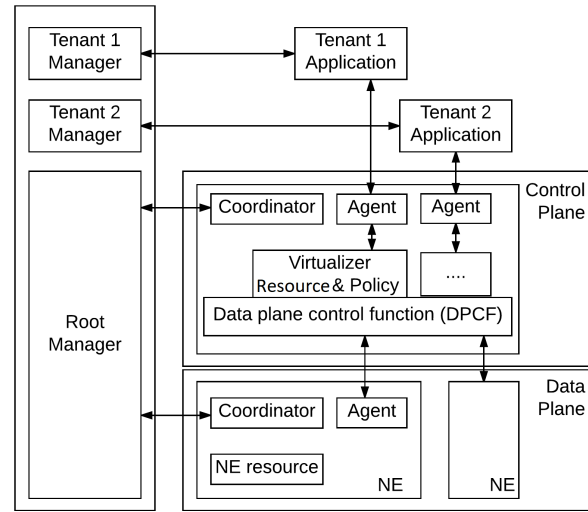 Tenant 1
Manager
Tenant 1
Application
Tenant 2
Manager
Tenant 2
Application
Control
Plane
Coordinator
Agent
Agent
Virtualizer
Resource & Policy
....
Data plane control function (DPCF)
Root
Manager
Data
Plane
Coordinator
Agent
NE resource
NE
NE